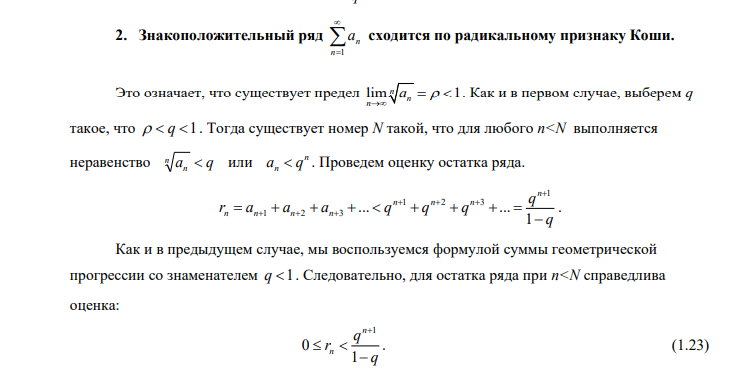 2. Знакоположительный ряд $\sum_{n=1}^{\infty} a_n$ сходится по радикальному признаку Коши.
Это означает, что существует предел $\lim_{n \to \infty} \sqrt[n]{a_n} = \rho < 1$. Как и в первом случае, выберем q
такое, что $\rho < q < 1$. Тогда существует номер N такой, что для любого n<N выполняется
неравенство $\sqrt[n]{a_n} < q$ или $a_n < q^n$. Проведем оценку остатка ряда.
$r_n = a_{n+1} + a_{n+2} + a_{n+3} + ... < q^{n+1} + q^{n+2} + q^{n+3} + ... = \frac{q^{n+1}}{1-q}$.
Как и в предыдущем случае, мы воспользуемся формулой суммы геометрической
прогрессии со знаменателем $q < 1$. Следовательно, для остатка ряда при n<N справедлива
оценка:
$0 \le r_n < \frac{q^{n+1}}{1-q}$. (1.23)